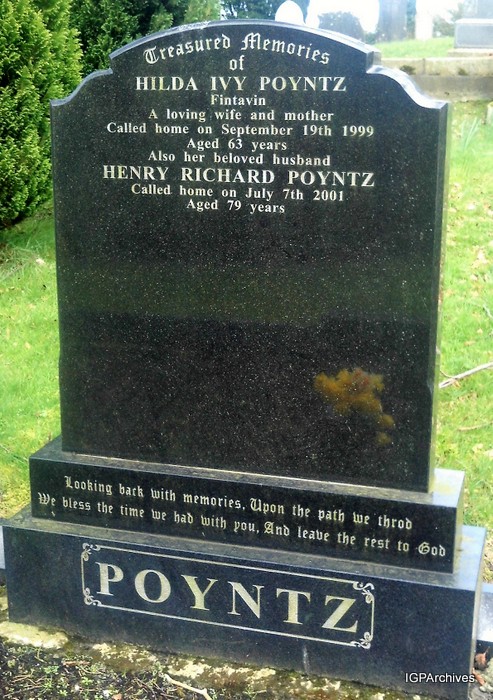 Treasured Memories
of
HILDA IVY POYNTZ
Fintavin
A loving wife and mother
Called home on September 19th 1999
Aged 63 years
Also her beloved husband
HENRY RICHARD POYNTZ
Called home on July 7th 2001
Aged 79 years
Looking back with memories, Upon the path we throd
We bless the time we had with you, And leave the rest to God
POYNTZ
IGPArchives